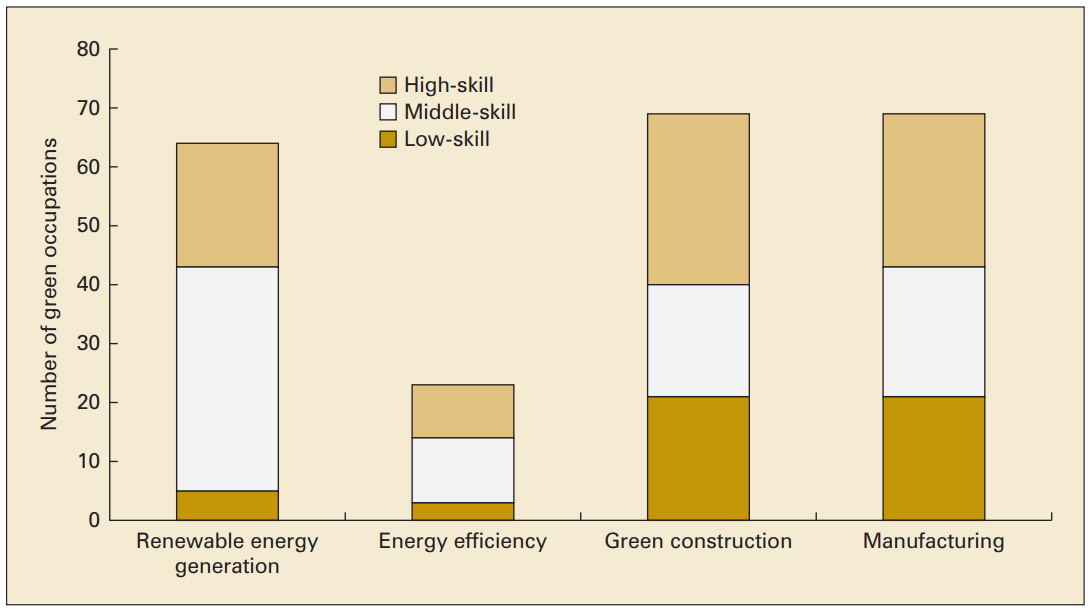 Number of green occupations
80
70
60
50
40
30
20
10
0
High-skill
Middle-skill
Low-skill
Renewable energy
generation
Energy efficiency
Green construction
Manufacturing